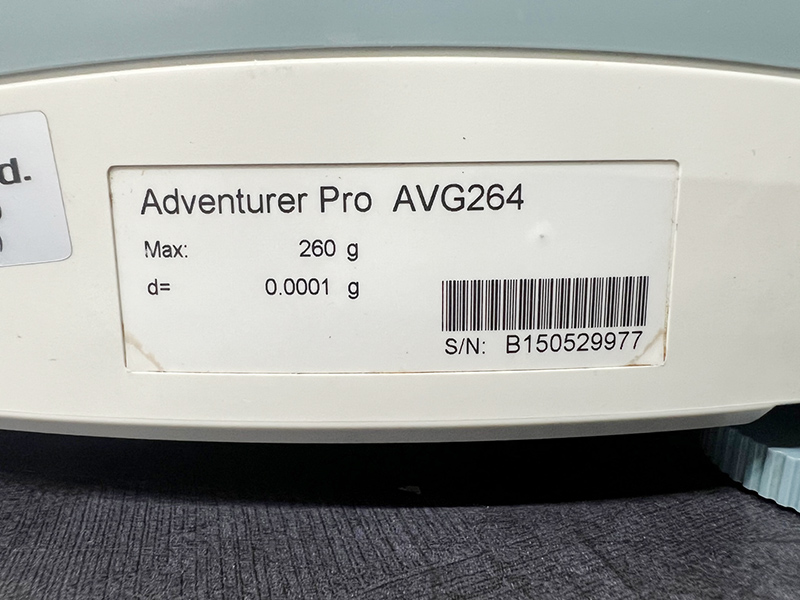 d.
)
)
Adventurer Pro AVG264
Max: 260 g
d= 0.0001 g
S/N: B150529977